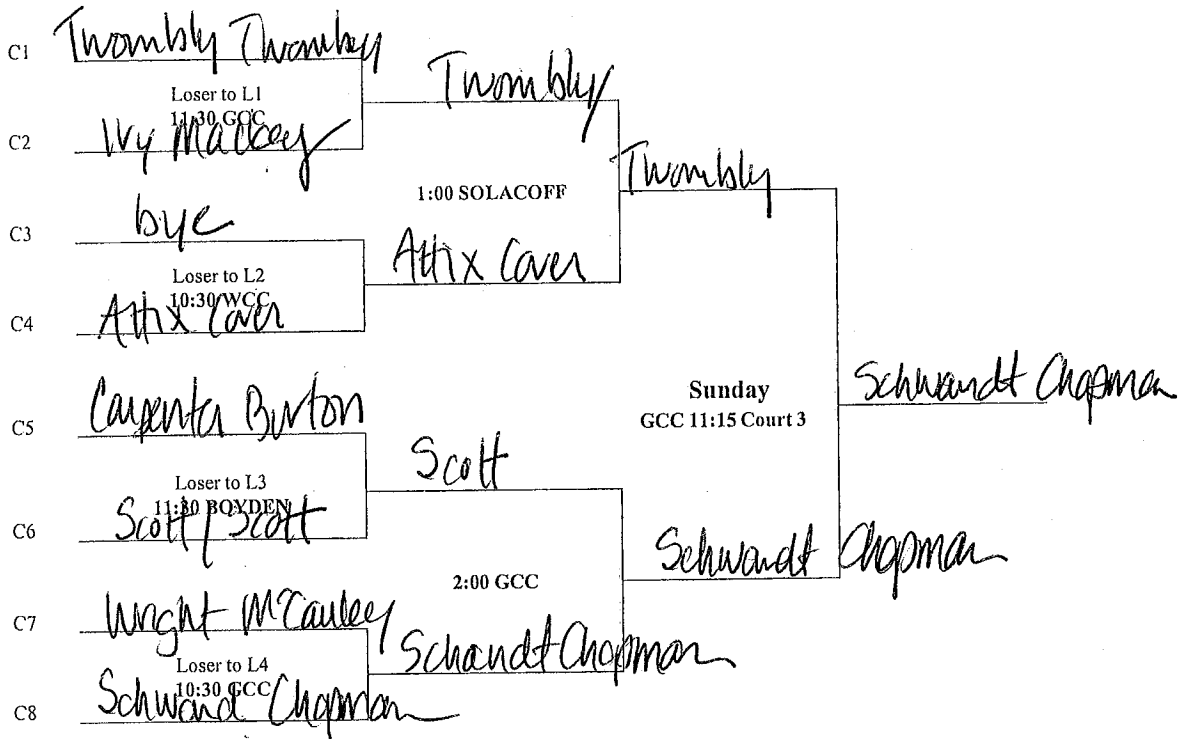 C1 Twombly Twombly
Twombly
Loser to L1
11:30 GCC
C2 Ivy Mackey
Twombly
1:00 SOLACOFF
C3 bye
Attix Cover
Loser to L2
10:30 WCC
C4 Attix Cover
Sunday
GCC 11:15 Court 3
Schwandt Chapman
C5 Carpenter Burton
Scott
Loser to L3
11:30 BOYDEN
C6 Scott / Scott
Schwandt Chapman
2:00 GCC
C7 Wright McCauley
Schandt Chapman
Loser to L4
10:30 GCC
C8 Schwand Chapman